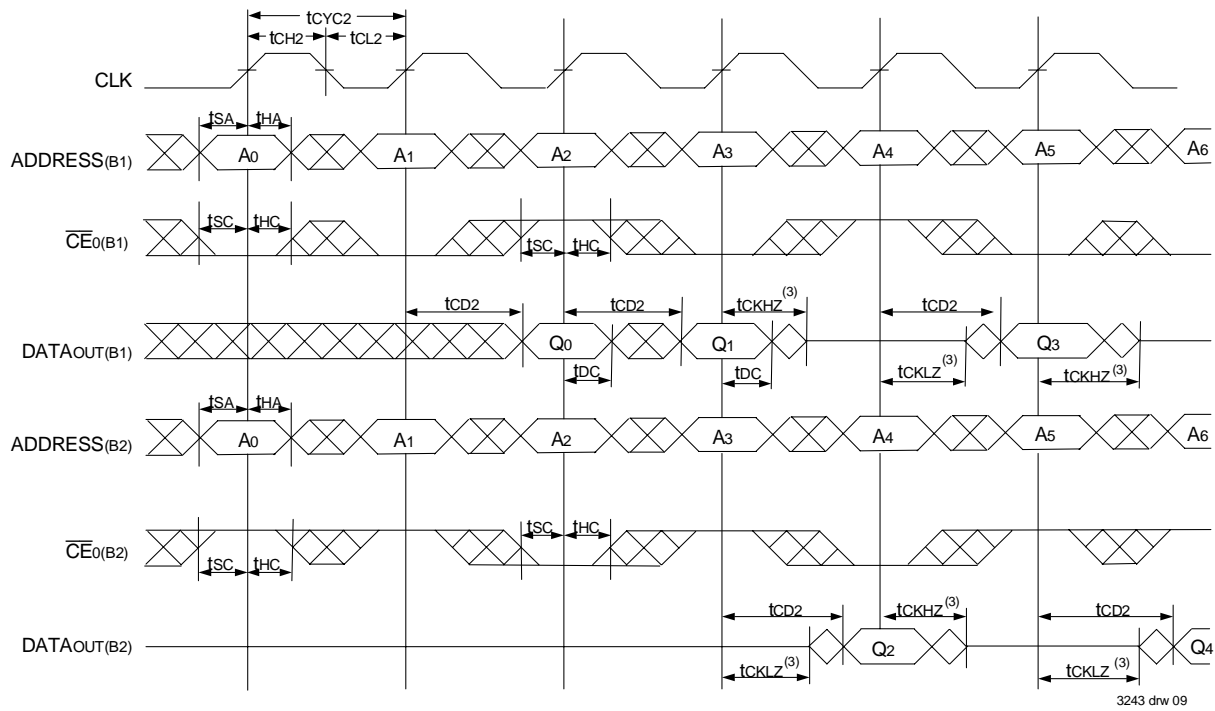 tCYC2
tCH2 tCL2
CLK
tSA tHA
ADDRESS(B1) A0 A1 A2 A3 A4 A5 A6
tSC tHC
CE0(B1)
tSC tHC
tCD2 tCD2 tCKHZ(3) tCD2
DATAOUT(B1) Q0 Q1 Q3
tDC tDC tCKLZ(3) tCKHZ(3)
tSA tHA
ADDRESS(B2) A0 A1 A2 A3 A4 A5 A6
tSC tHC
CE0(B2)
tSC tHC
tCD2 tCKHZ(3) tCD2
DATAOUT(B2) Q2 Q4
tCKLZ(3) tCKLZ(3)
3243 drw 09